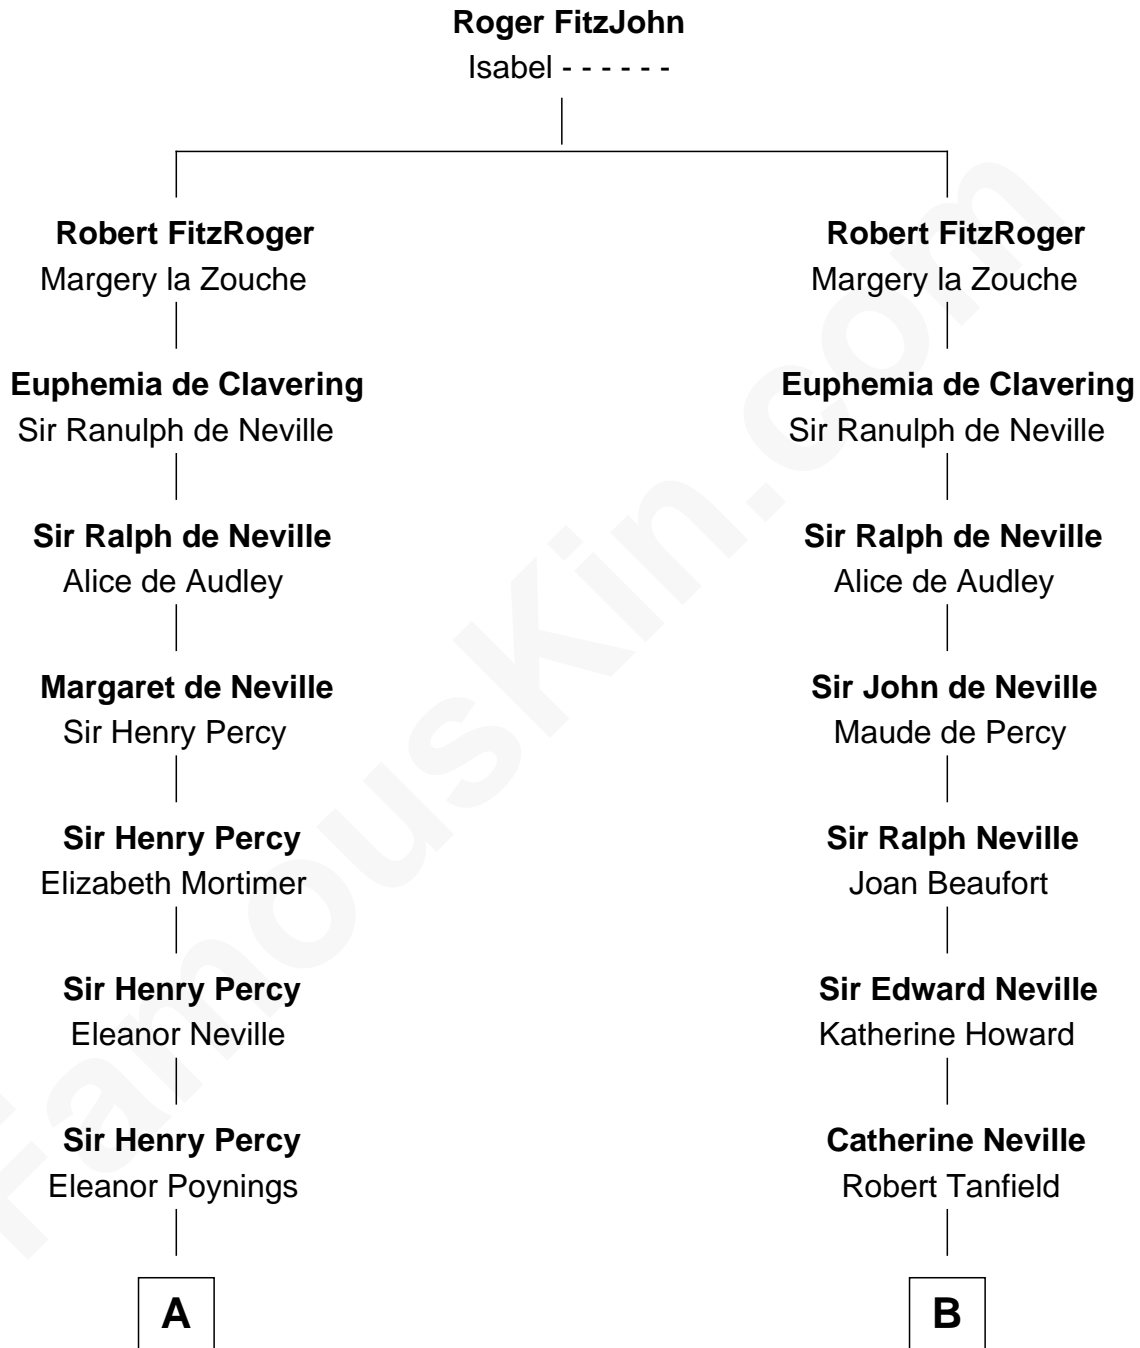 Roger FitzJohn
Isabel - - - - - -
Robert FitzRoger
Margery la Zouche
Robert FitzRoger
Margery la Zouche
Euphemia de Clavering
Sir Ranulph de Neville
Euphemia de Clavering
Sir Ranulph de Neville
Sir Ralph de Neville
Alice de Audley
Sir Ralph de Neville
Alice de Audley
Margaret de Neville
Sir Henry Percy
Sir John de Neville
Maude de Percy
Sir Henry Percy
Elizabeth Mortimer
Sir Ralph Neville
Joan Beaufort
Sir Henry Percy
Eleanor Neville
Sir Edward Neville
Katherine Howard
Sir Henry Percy
Eleanor Poynings
Catherine Neville
Robert Tanfield
A
B
FamousKin.com